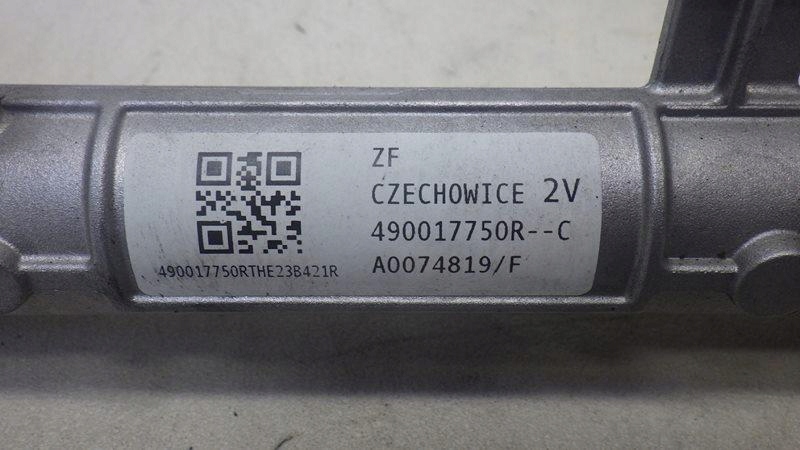 ZF
CZECHOWICE 2V
490017750R--C
A0074819/F
490017750RTHE23B421R